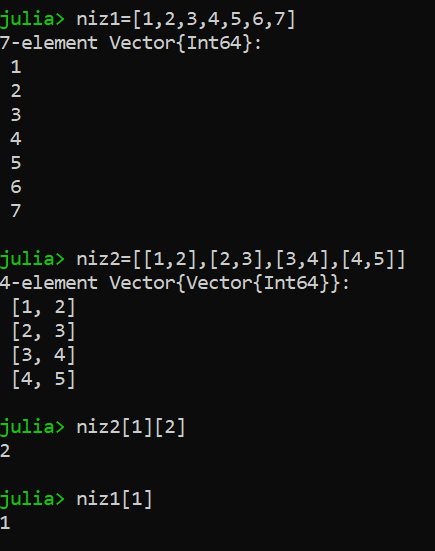 julia> niz1=[1,2,3,4,5,6,7]
7-element Vector{Int64}:
 1
 2
 3
 4
 5
 6
 7

julia> niz2=[[1,2],[2,3],[3,4],[4,5]]
4-element Vector{Vector{Int64}}:
 [1, 2]
 [2, 3]
 [3, 4]
 [4, 5]

julia> niz2[1][2]
2

julia> niz1[1]
1